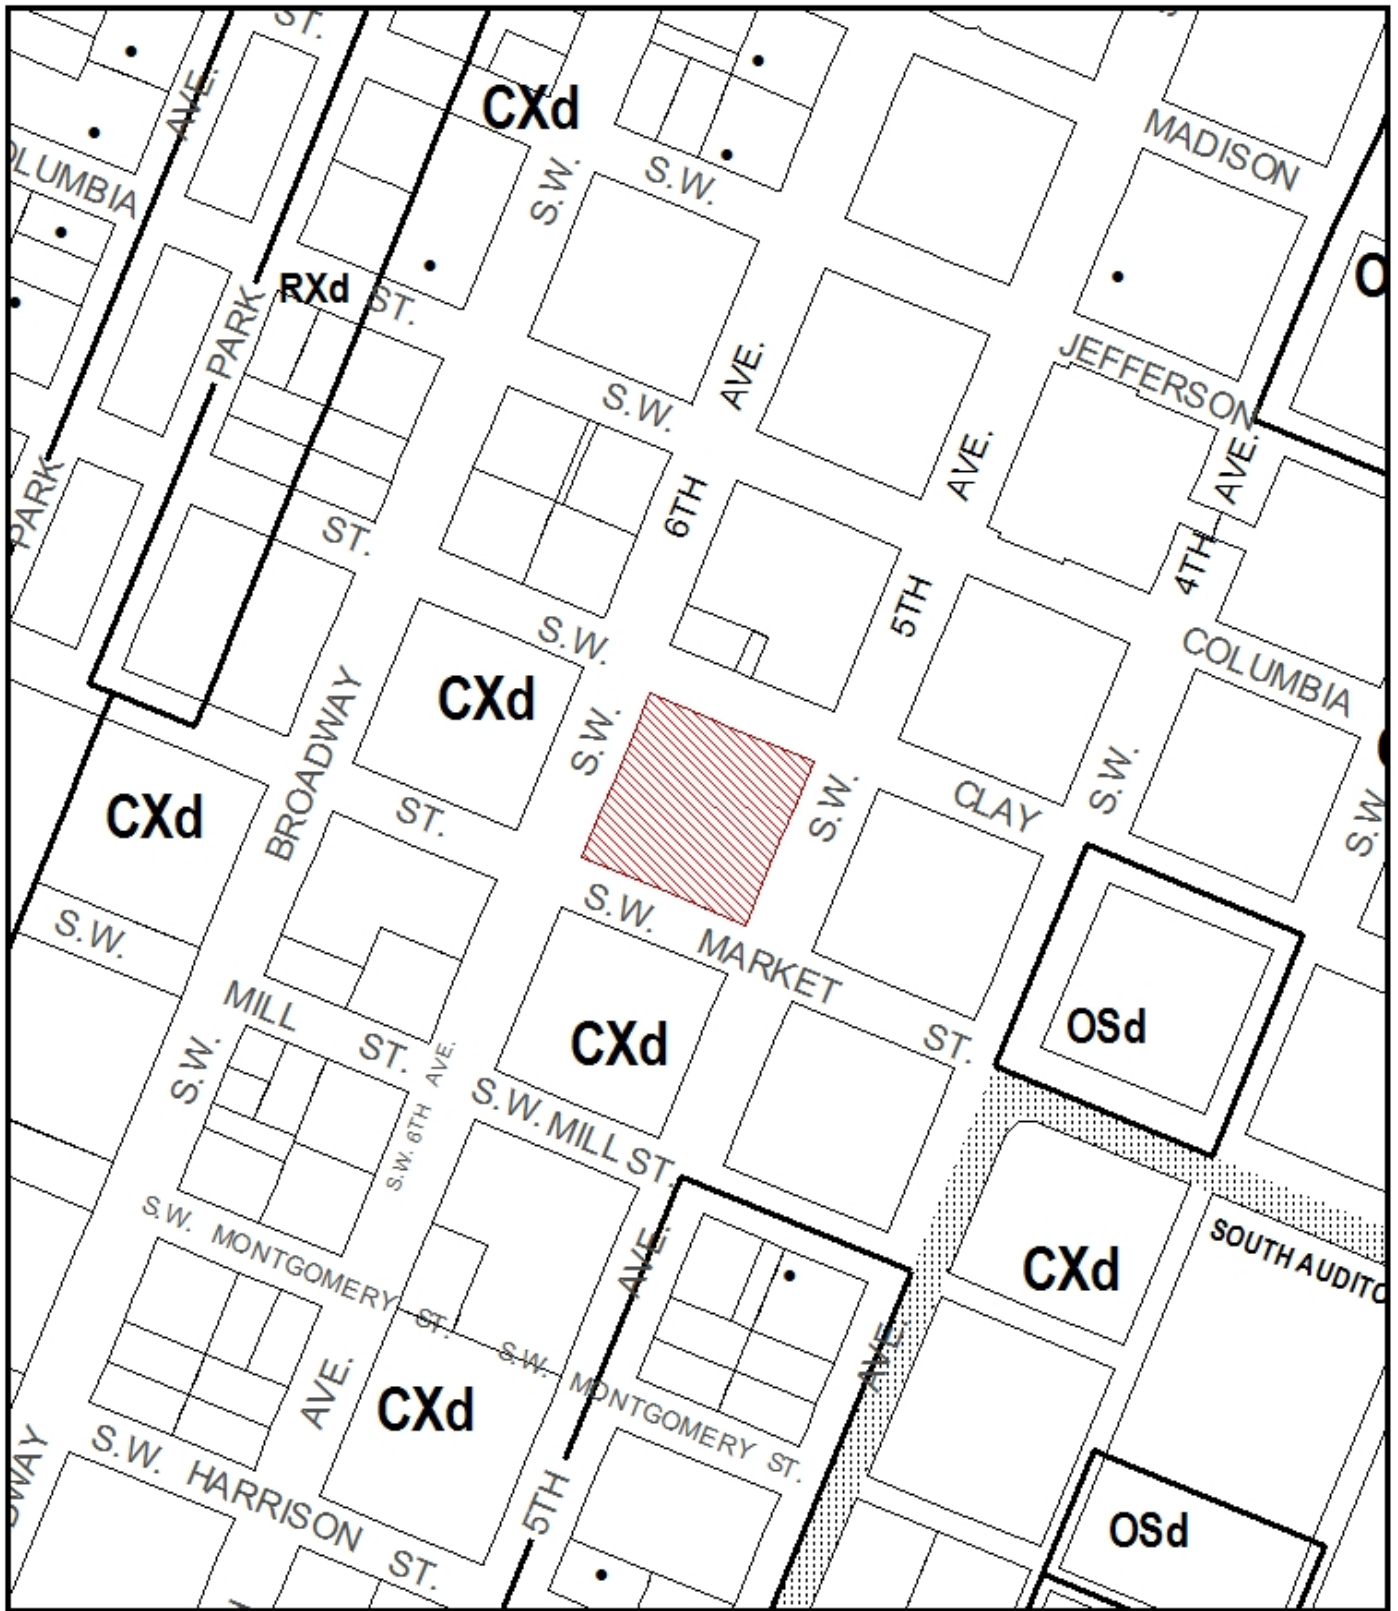 ST.
CXd
AVE.
MADISON
S.W.
S.W.
RXd
ST.
PARK
JEFFERSON
AVE.
S.W.
AVE.
AVE.
PARK
6TH
ST.
4TH
5TH
S.W.
COLUMBIA
CXd
S.W.
BROADWAY
S.W.
S.W.
CLAY
CXd
ST.
S.W.
S.W.
S.W.
MARKET
MILL
ST.
OSd
CXd
ST.
S.W.
AVE.
S.W. 6TH
S.W. MILL ST.
S.W. MONTGOMERY ST.
AVE.
CXd
SOUTH AUDITO
AVE.
S.W. MONTGOMERY ST.
AVE.
CXd
S.W. HARRISON ST.
5TH
OSd